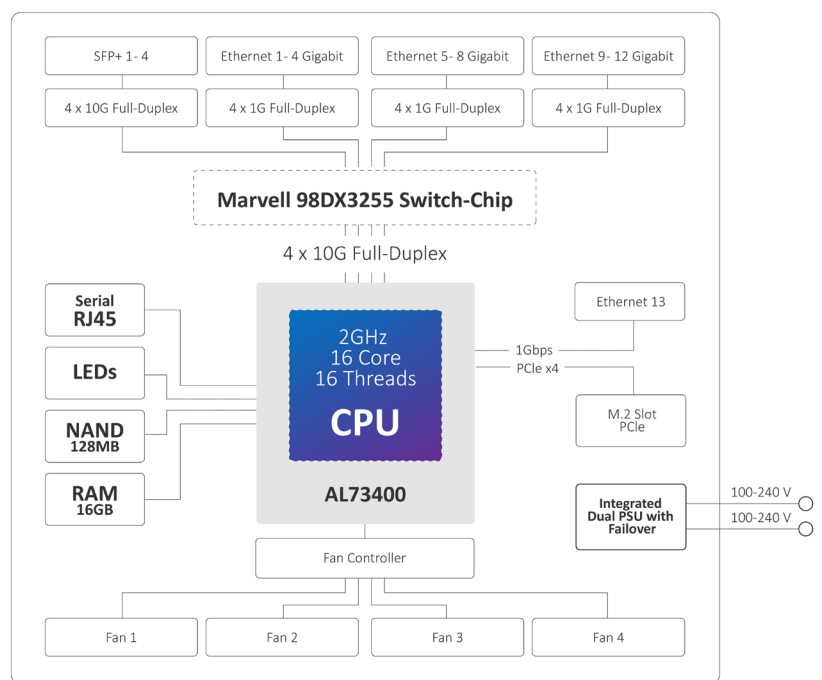 SFP+ 1- 4
Ethernet 1- 4 Gigabit
Ethernet 5- 8 Gigabit
Ethernet 9- 12 Gigabit
4 x 10G Full-Duplex
4 x 1G Full-Duplex
4 x 1G Full-Duplex
4 x 1G Full-Duplex
Marvell 98DX3255 Switch-Chip
4 x 10G Full-Duplex
Serial
RJ45
LEDs
NAND
128MB
RAM
16GB
2GHz
16 Core
16 Threads
CPU
AL73400
Ethernet 13
1Gbps
PCIe x4
M.2 Slot
PCIe
Integrated
Dual PSU with
Failover
100-240 V
100-240 V
Fan Controller
Fan 1
Fan 2
Fan 3
Fan 4